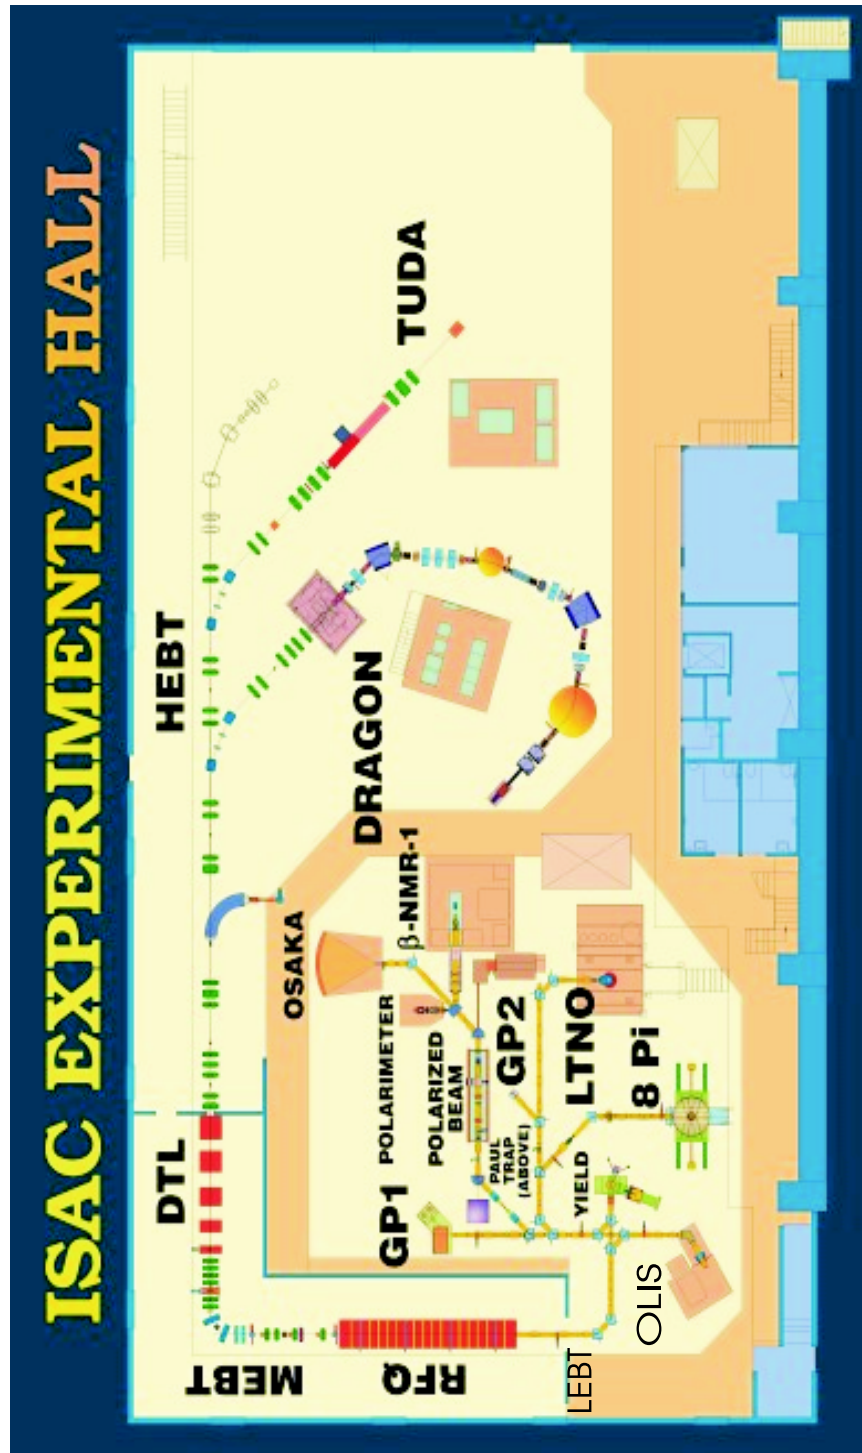 ISAC EXPERIMENTAL HALL
TUDA
HEBT
DRAGON
β-NMR-1
OSAKA
POLARIMETER
POLARIZED
BEAM
GP2
LTNO
8 Pi
PAUL
TRAP
(ABOVE)
YIELD
DTL
GP1
OLIS
MEBT
RFQ
LEBT